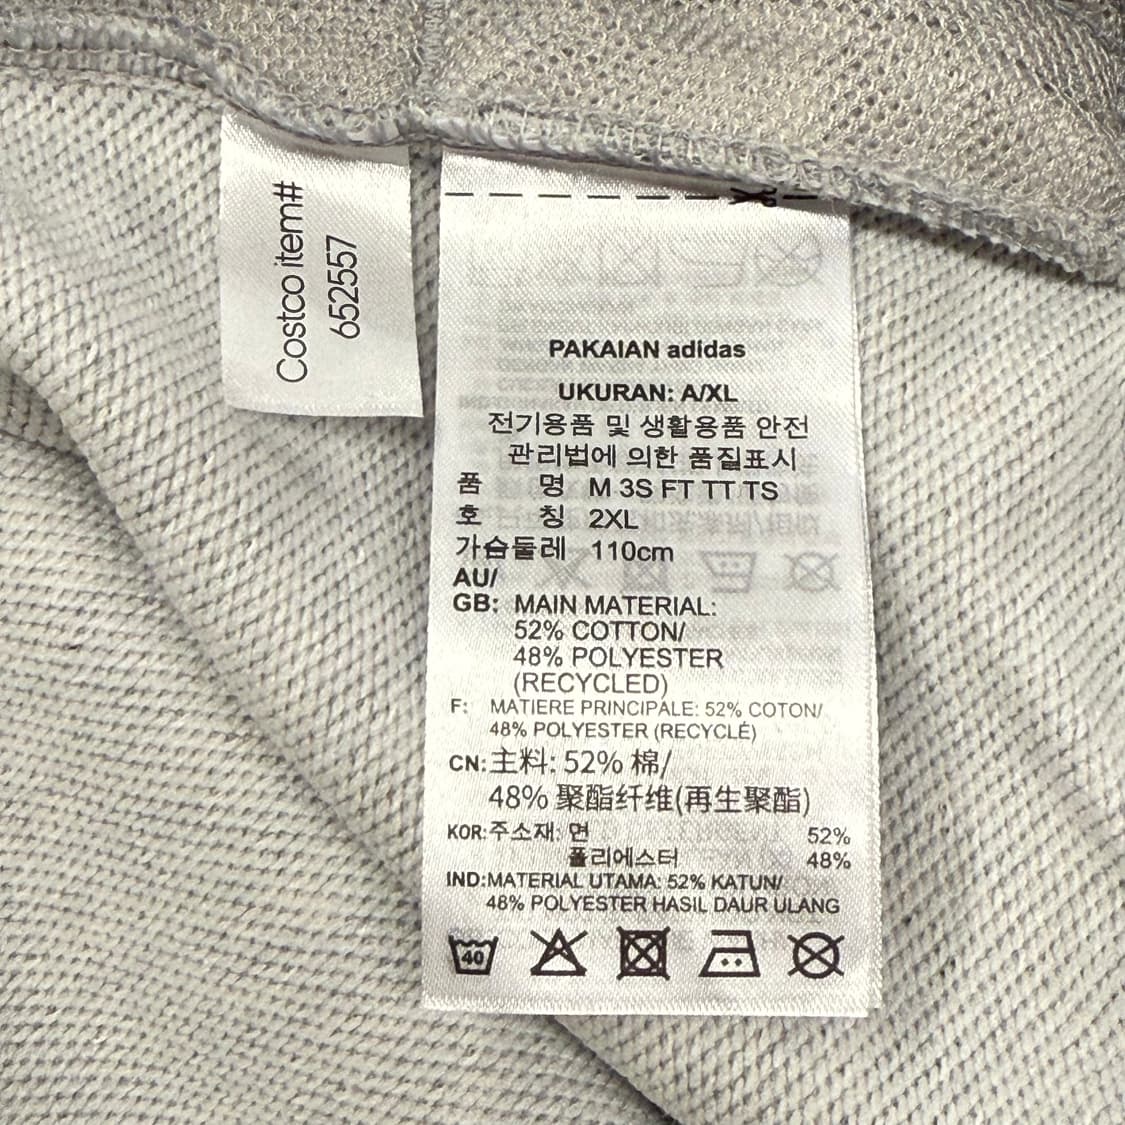 Costco item#
652557
PAKAIAN adidas
UKURAN: A/XL
전기용품 및 생활용품 안전
관리법에 의한 품질표시
품 명 M 3S FT TT TS
호 칭 2XL
가슴둘레 110cm
AU/
GB: MAIN MATERIAL:
52% COTTON/
48% POLYESTER
(RECYCLED)
F: MATIERE PRINCIPALE: 52% COTON/
48% POLYESTER (RECYCLÉ)
CN:主料: 52% 棉/
48% 聚酯纤维(再生聚酯)
KOR:주소재: 면 52%
폴리에스터 48%
IND:MATERIAL UTAMA: 52% KATUN/
48% POLYESTER HASIL DAUR ULANG
40